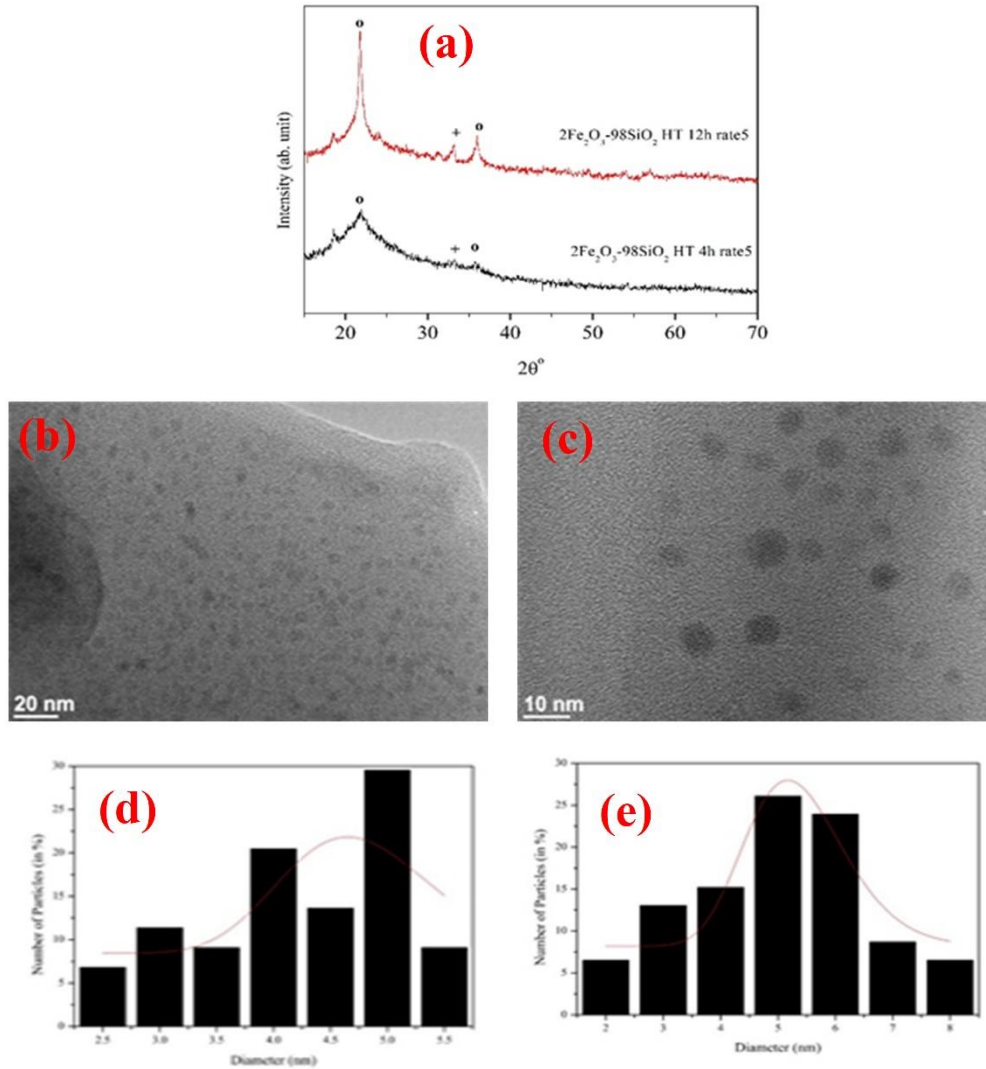 (a)
o
+
o
2Fe₂O₃-98SiO₂ HT 12h rate5
o
+
o
2Fe₂O₃-98SiO₂ HT 4h rate5
Intensity (ab. unit)
20 30 40 50 60 70
2θ°
(b)
20 nm
(c)
10 nm
(d)
Number of Particles (in %)
30
25
20
15
10
5
0
2.5 3.0 3.5 4.0 4.5 5.0 5.5
Diameter (nm)
(e)
Number of Particles (in %)
30
25
20
15
10
5
0
2 3 4 5 6 7 8
Diameter (nm)